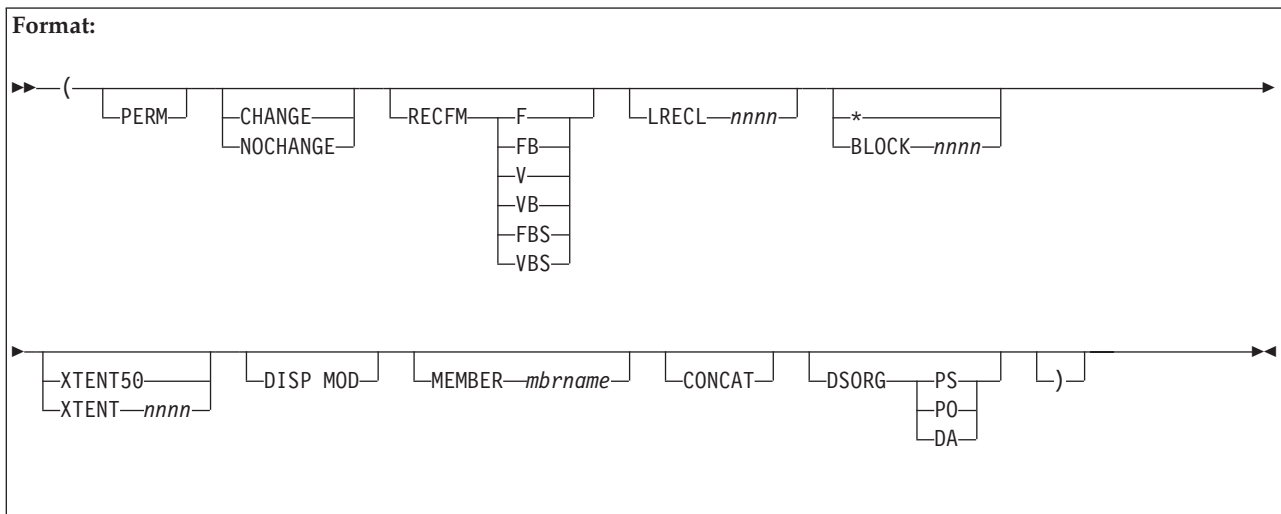 Format:
(
PERM CHANGE RECFM F LRECL nnnn *
NOCHANGE FB BLOCK nnnn
V
VB
FBS
VBS
XTENT50 DISP MOD MEMBER mbrname CONCAT DSORG PS )
XTENT nnnn PO
DA